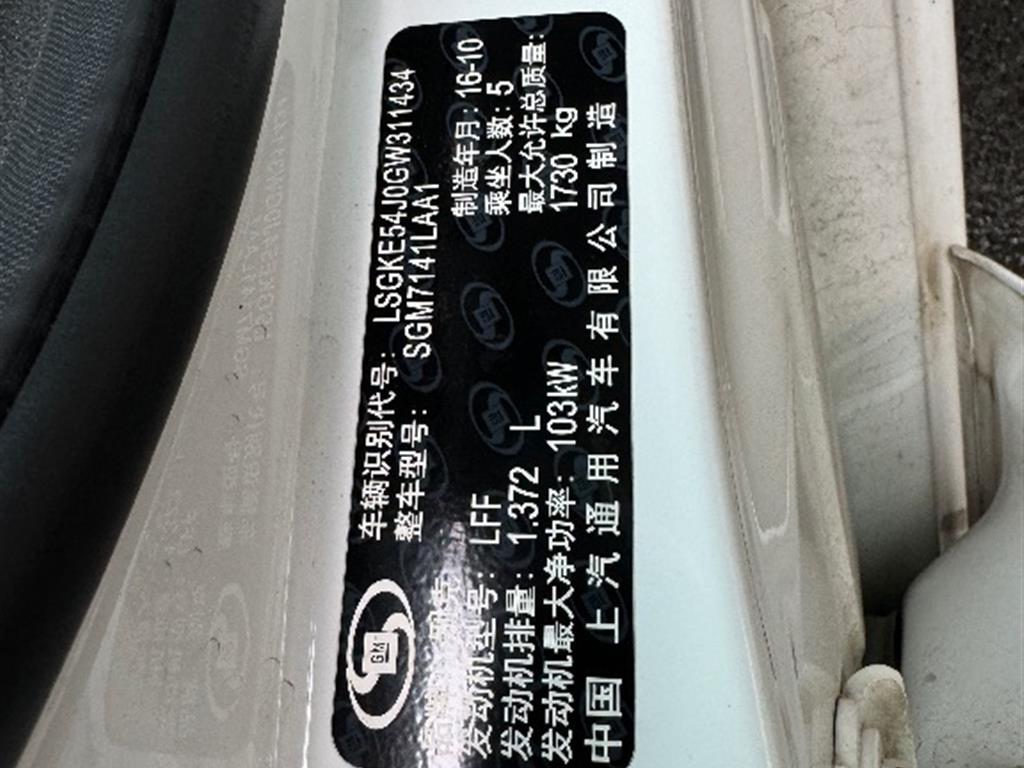 车辆识别代号: LSGKE54J0GW311434
整车型号: SGM7141LAA1
GM
制造年月: 16-10
发动机型号: LFF 乘坐人数: 5
发动机排量: 1.372 L 最大允许总质量:
发动机最大净功率: 103kW 1730 kg
中国 上汽通用汽车有限公司制造